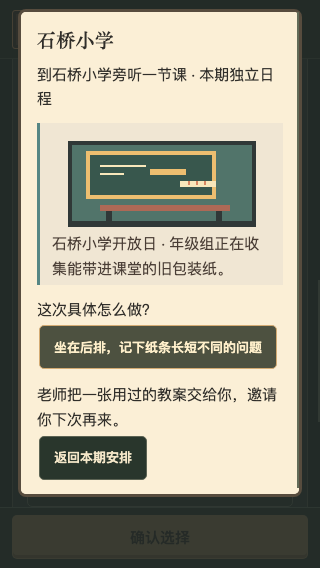 石桥小学
到石桥小学旁听一节课 · 本期独立日
程
石桥小学开放日 · 年级组正在收
集能带进课堂的旧包装纸。
这次具体怎么做?
坐在后排，记下纸条长短不同的问题
老师把一张用过的教案交给你，邀请
你下次再来。
返回本期安排
确认选择